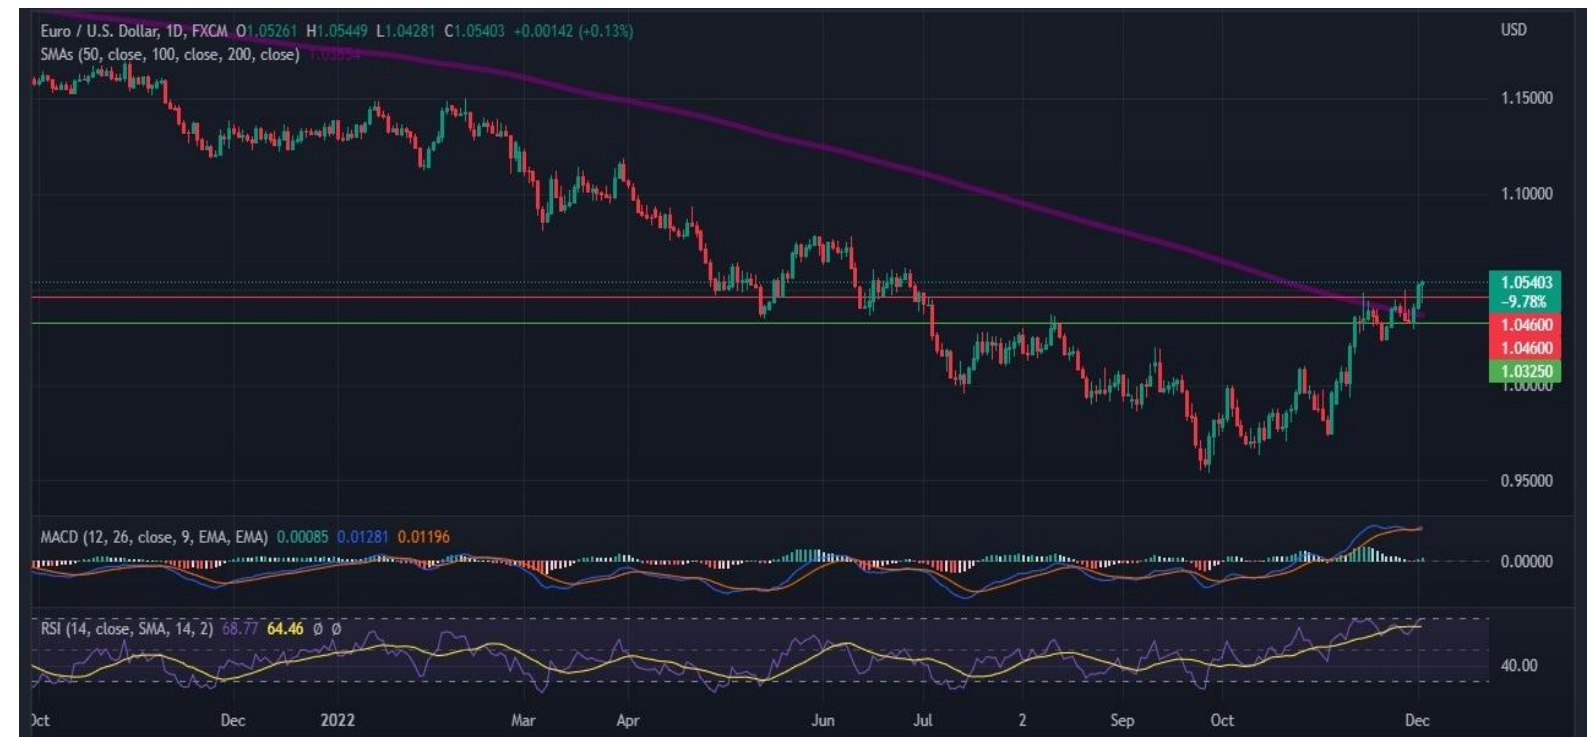 Euro / U.S. Dollar, 1D, FXCM O1.05261 H1.05449 L1.04281 C1.05403 +0.00142 (+0.13%)
SMAs (50, close, 100, close, 200, close)
USD
1.15000
1.10000
1.05403
−9.78%
1.04600
1.04600
1.03250
1.00000
0.95000
MACD (12, 26, close, 9, EMA, EMA) 0.00085 0.01281 0.01196
0.00000
RSI (14, close, SMA, 14, 2) 68.77 64.46 Ø Ø
40.00
Oct Dec 2022 Mar Apr Jun Jul 2 Sep Oct Dec